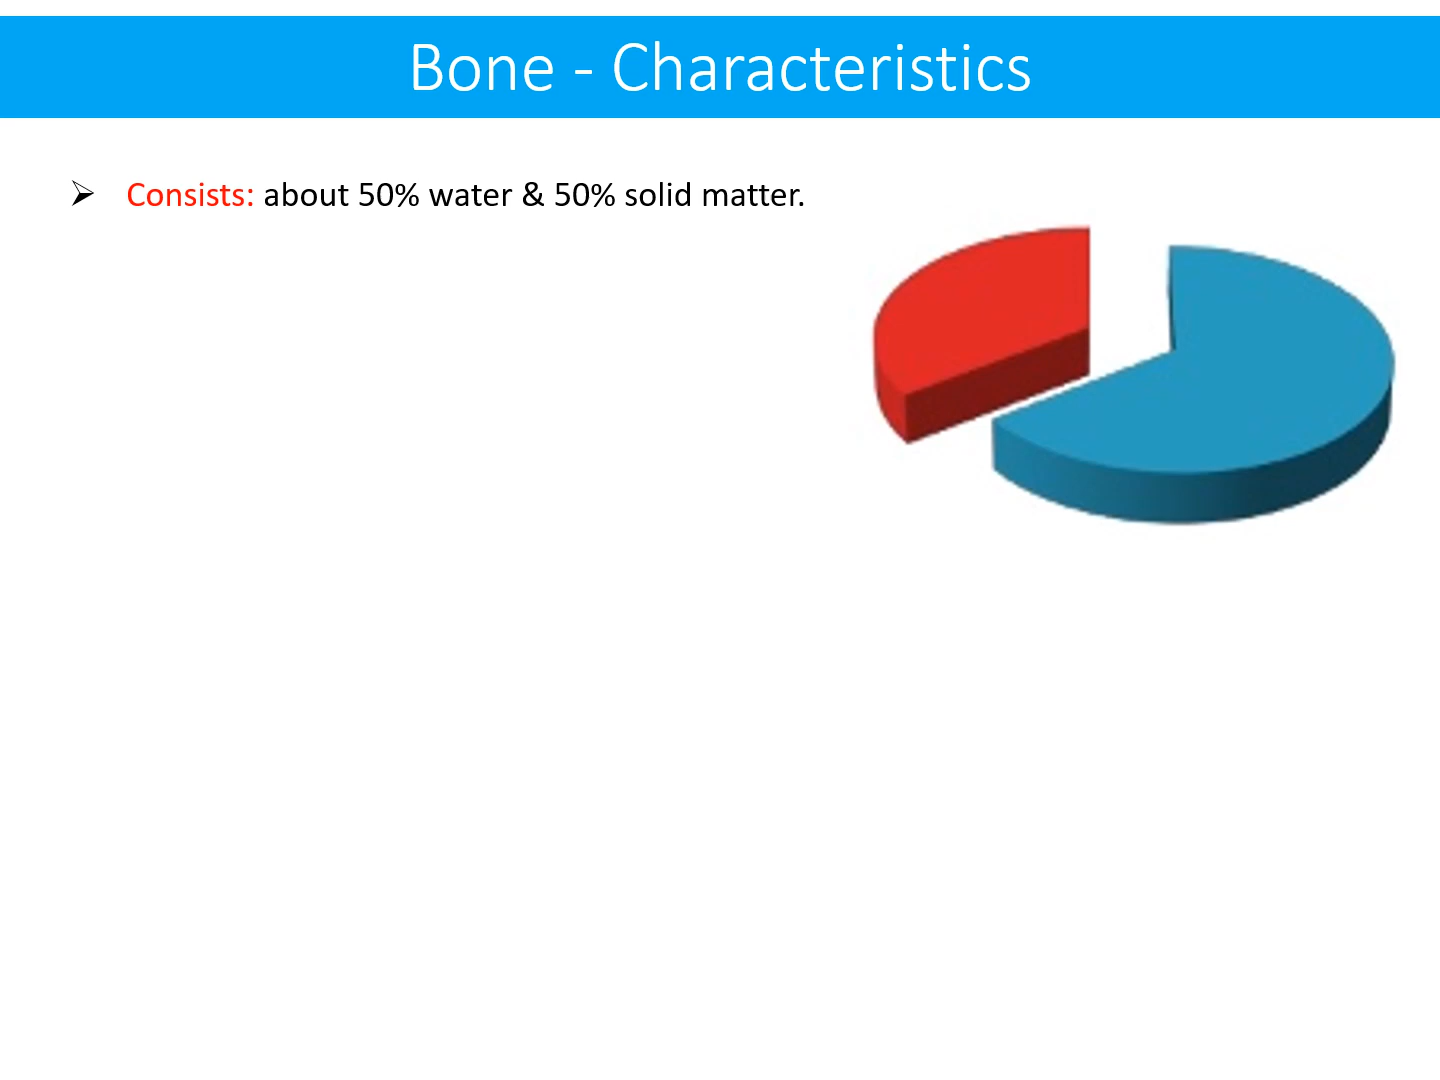 Bone - Characteristics
➢ Consists: about 50% water & 50% solid matter.